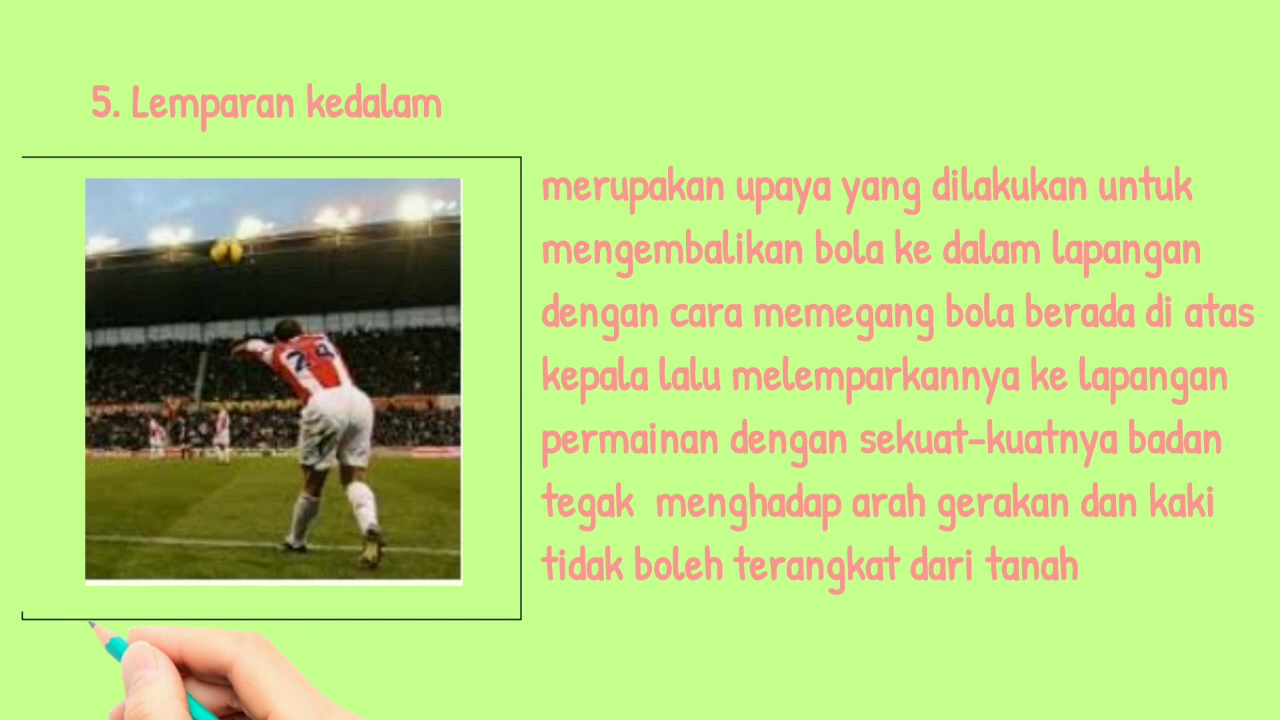 5. Lemparan kedalam
merupakan upaya yang dilakukan untuk
mengembalikan bola ke dalam lapangan
dengan cara memegang bola berada di atas
kepala lalu melemparkannya ke lapangan
permainan dengan sekuat-kuatnya badan
tegak  menghadap arah gerakan dan kaki
tidak boleh terangkat dari tanah
24